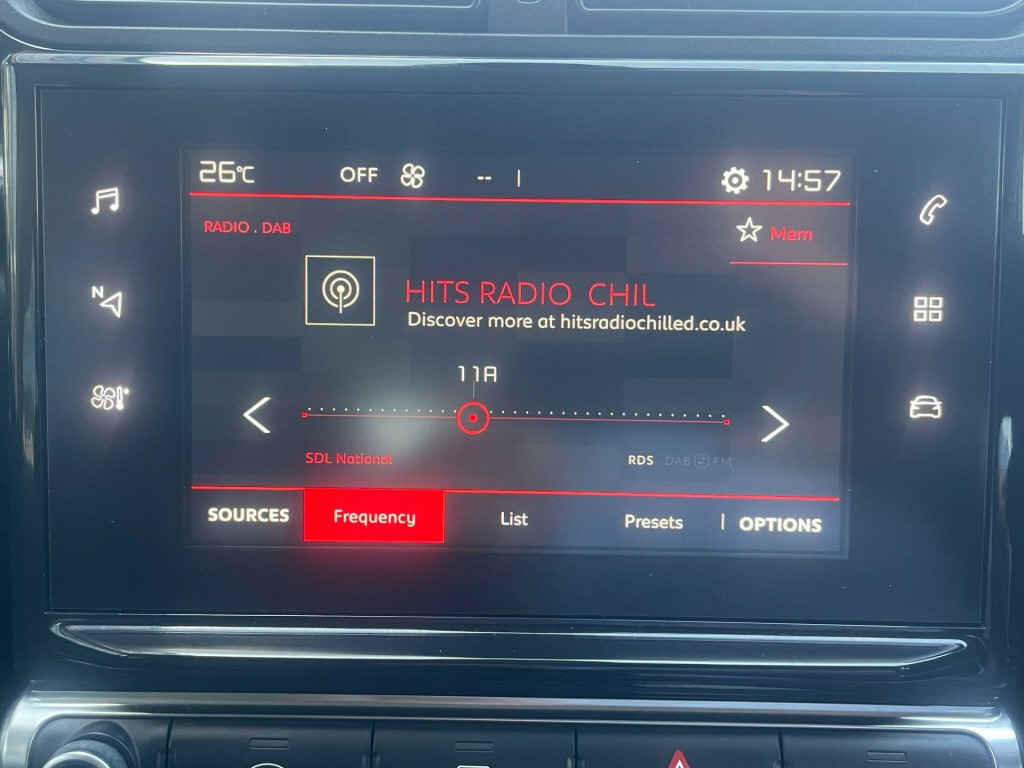 26°C OFF -- | 14:57
RADIO . DAB
Mem
HITS RADIO CHIL
Discover more at hitsradiochilled.co.uk
11A
SDL National
RDS DAB FM
SOURCES Frequency List Presets | OPTIONS
N